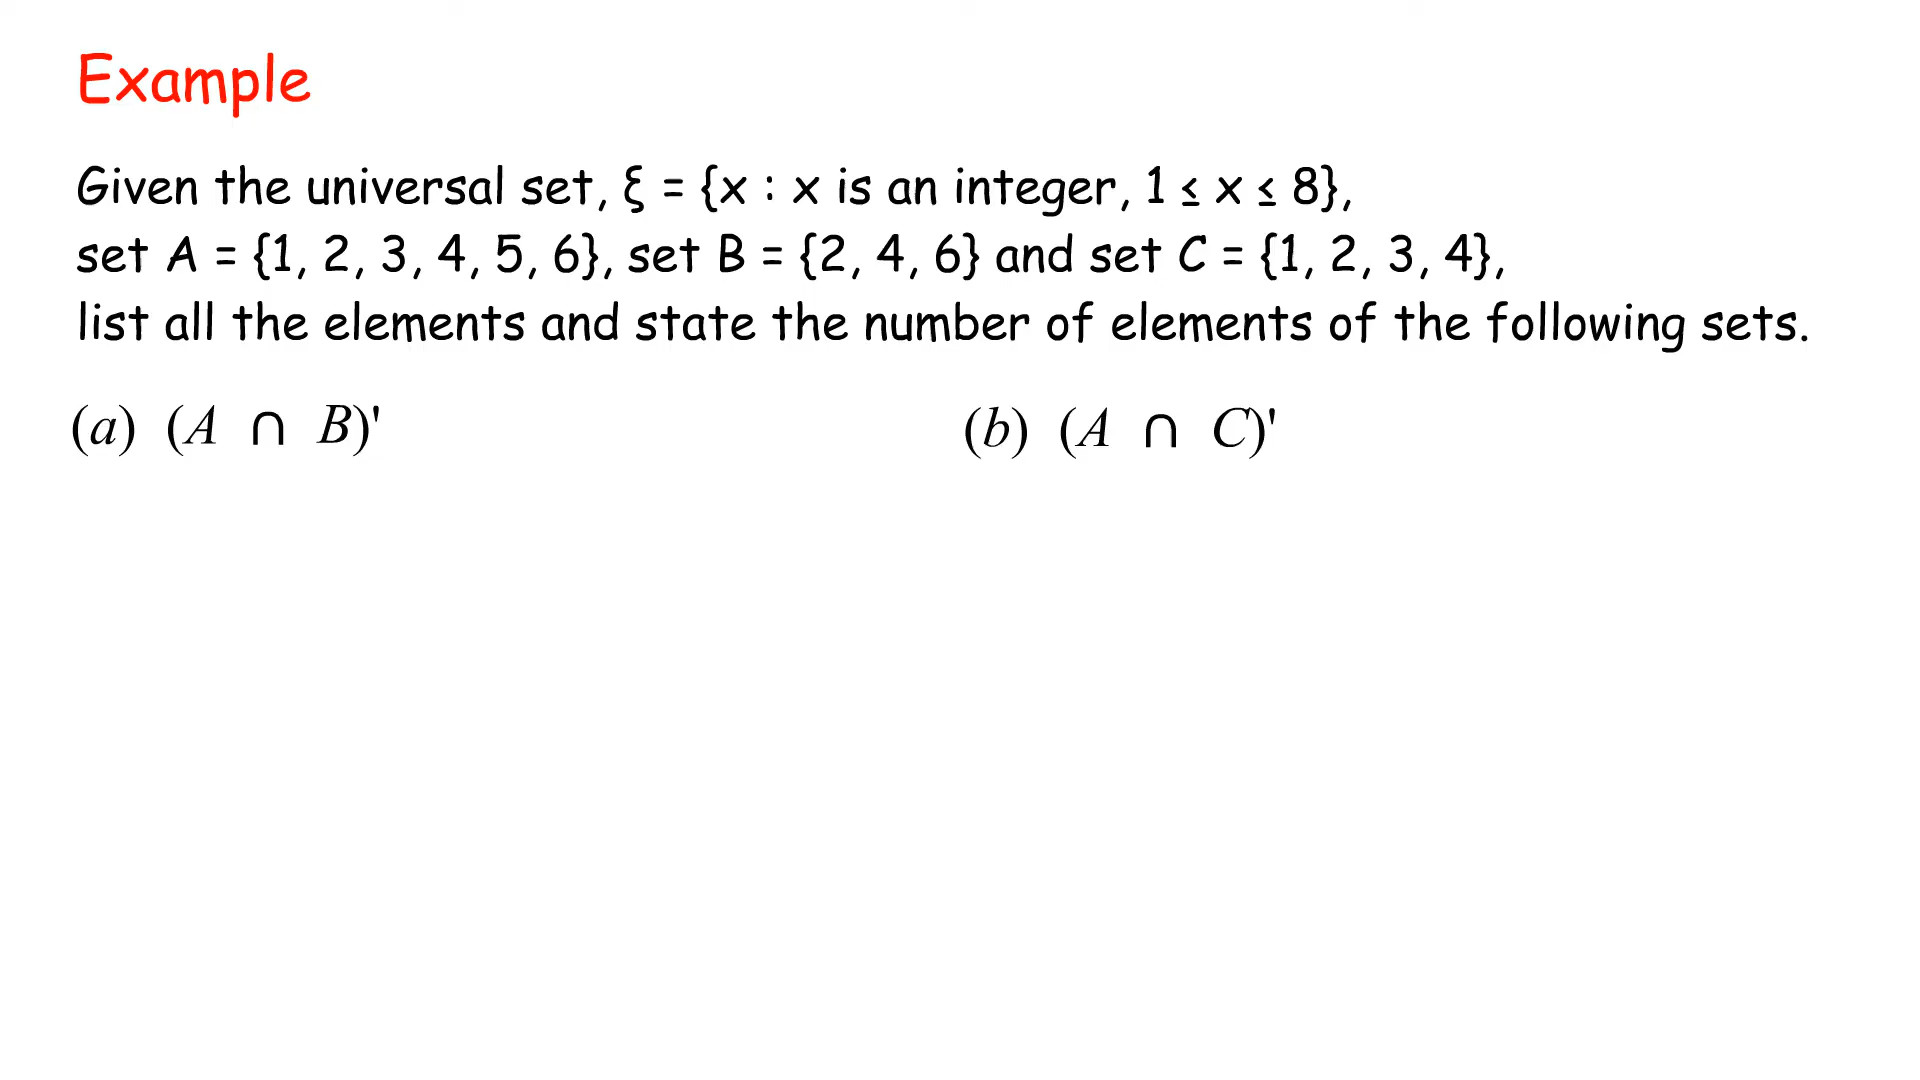 Example
Given the universal set, ξ = {x : x is an integer, 1 ≤ x ≤ 8},
set A = {1, 2, 3, 4, 5, 6}, set B = {2, 4, 6} and set C = {1, 2, 3, 4},
list all the elements and state the number of elements of the following sets.
(a) (A ∩ B)' (b) (A ∩ C)'